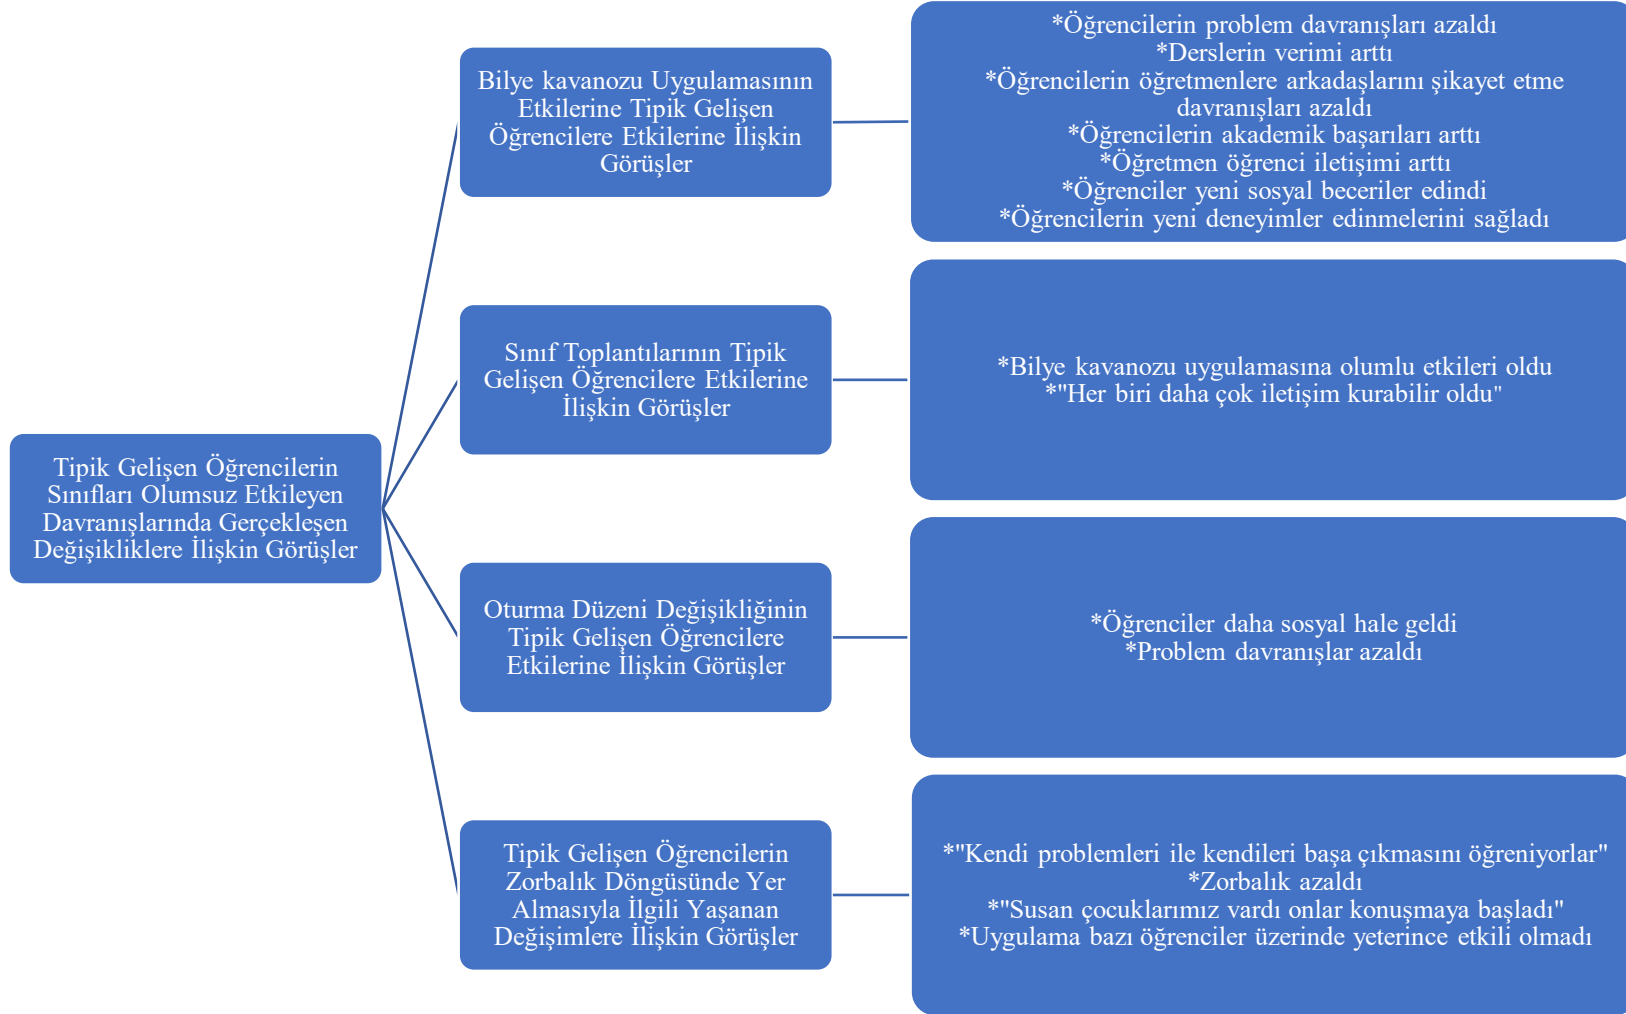 Tipik Gelişen Öğrencilerin
Sınıfları Olumsuz Etkileyen
Davranışlarında Gerçekleşen
Değişikliklere İlişkin Görüşler
Bilye kavanozu Uygulamasının
Etkilerine Tipik Gelişen
Öğrencilere Etkilerine İlişkin
Görüşler
*Öğrencilerin problem davranışları azaldı
*Derslerin verimi arttı
*Öğrencilerin öğretmenlere arkadaşlarını şikayet etme
davranışları azaldı
*Öğrencilerin akademik başarıları arttı
*Öğretmen öğrenci iletişimi arttı
*Öğrenciler yeni sosyal beceriler edindi
*Öğrencilerin yeni deneyimler edinmelerini sağladı
Sınıf Toplantılarının Tipik
Gelişen Öğrencilere Etkilerine
İlişkin Görüşler
*Bilye kavanozu uygulamasına olumlu etkileri oldu
*"Her biri daha çok iletişim kurabilir oldu"
Oturma Düzeni Değişikliğinin
Tipik Gelişen Öğrencilere
Etkilerine İlişkin Görüşler
*Öğrenciler daha sosyal hale geldi
*Problem davranışlar azaldı
Tipik Gelişen Öğrencilerin
Zorbalık Döngüsünde Yer
Almasıyla İlgili Yaşanan
Değişimlere İlişkin Görüşler
*"Kendi problemleri ile kendileri başa çıkmasını öğreniyorlar"
*Zorbalık azaldı
*"Susan çocuklarımız vardı onlar konuşmaya başladı"
*Uygulama bazı öğrenciler üzerinde yeterince etkili olmadı